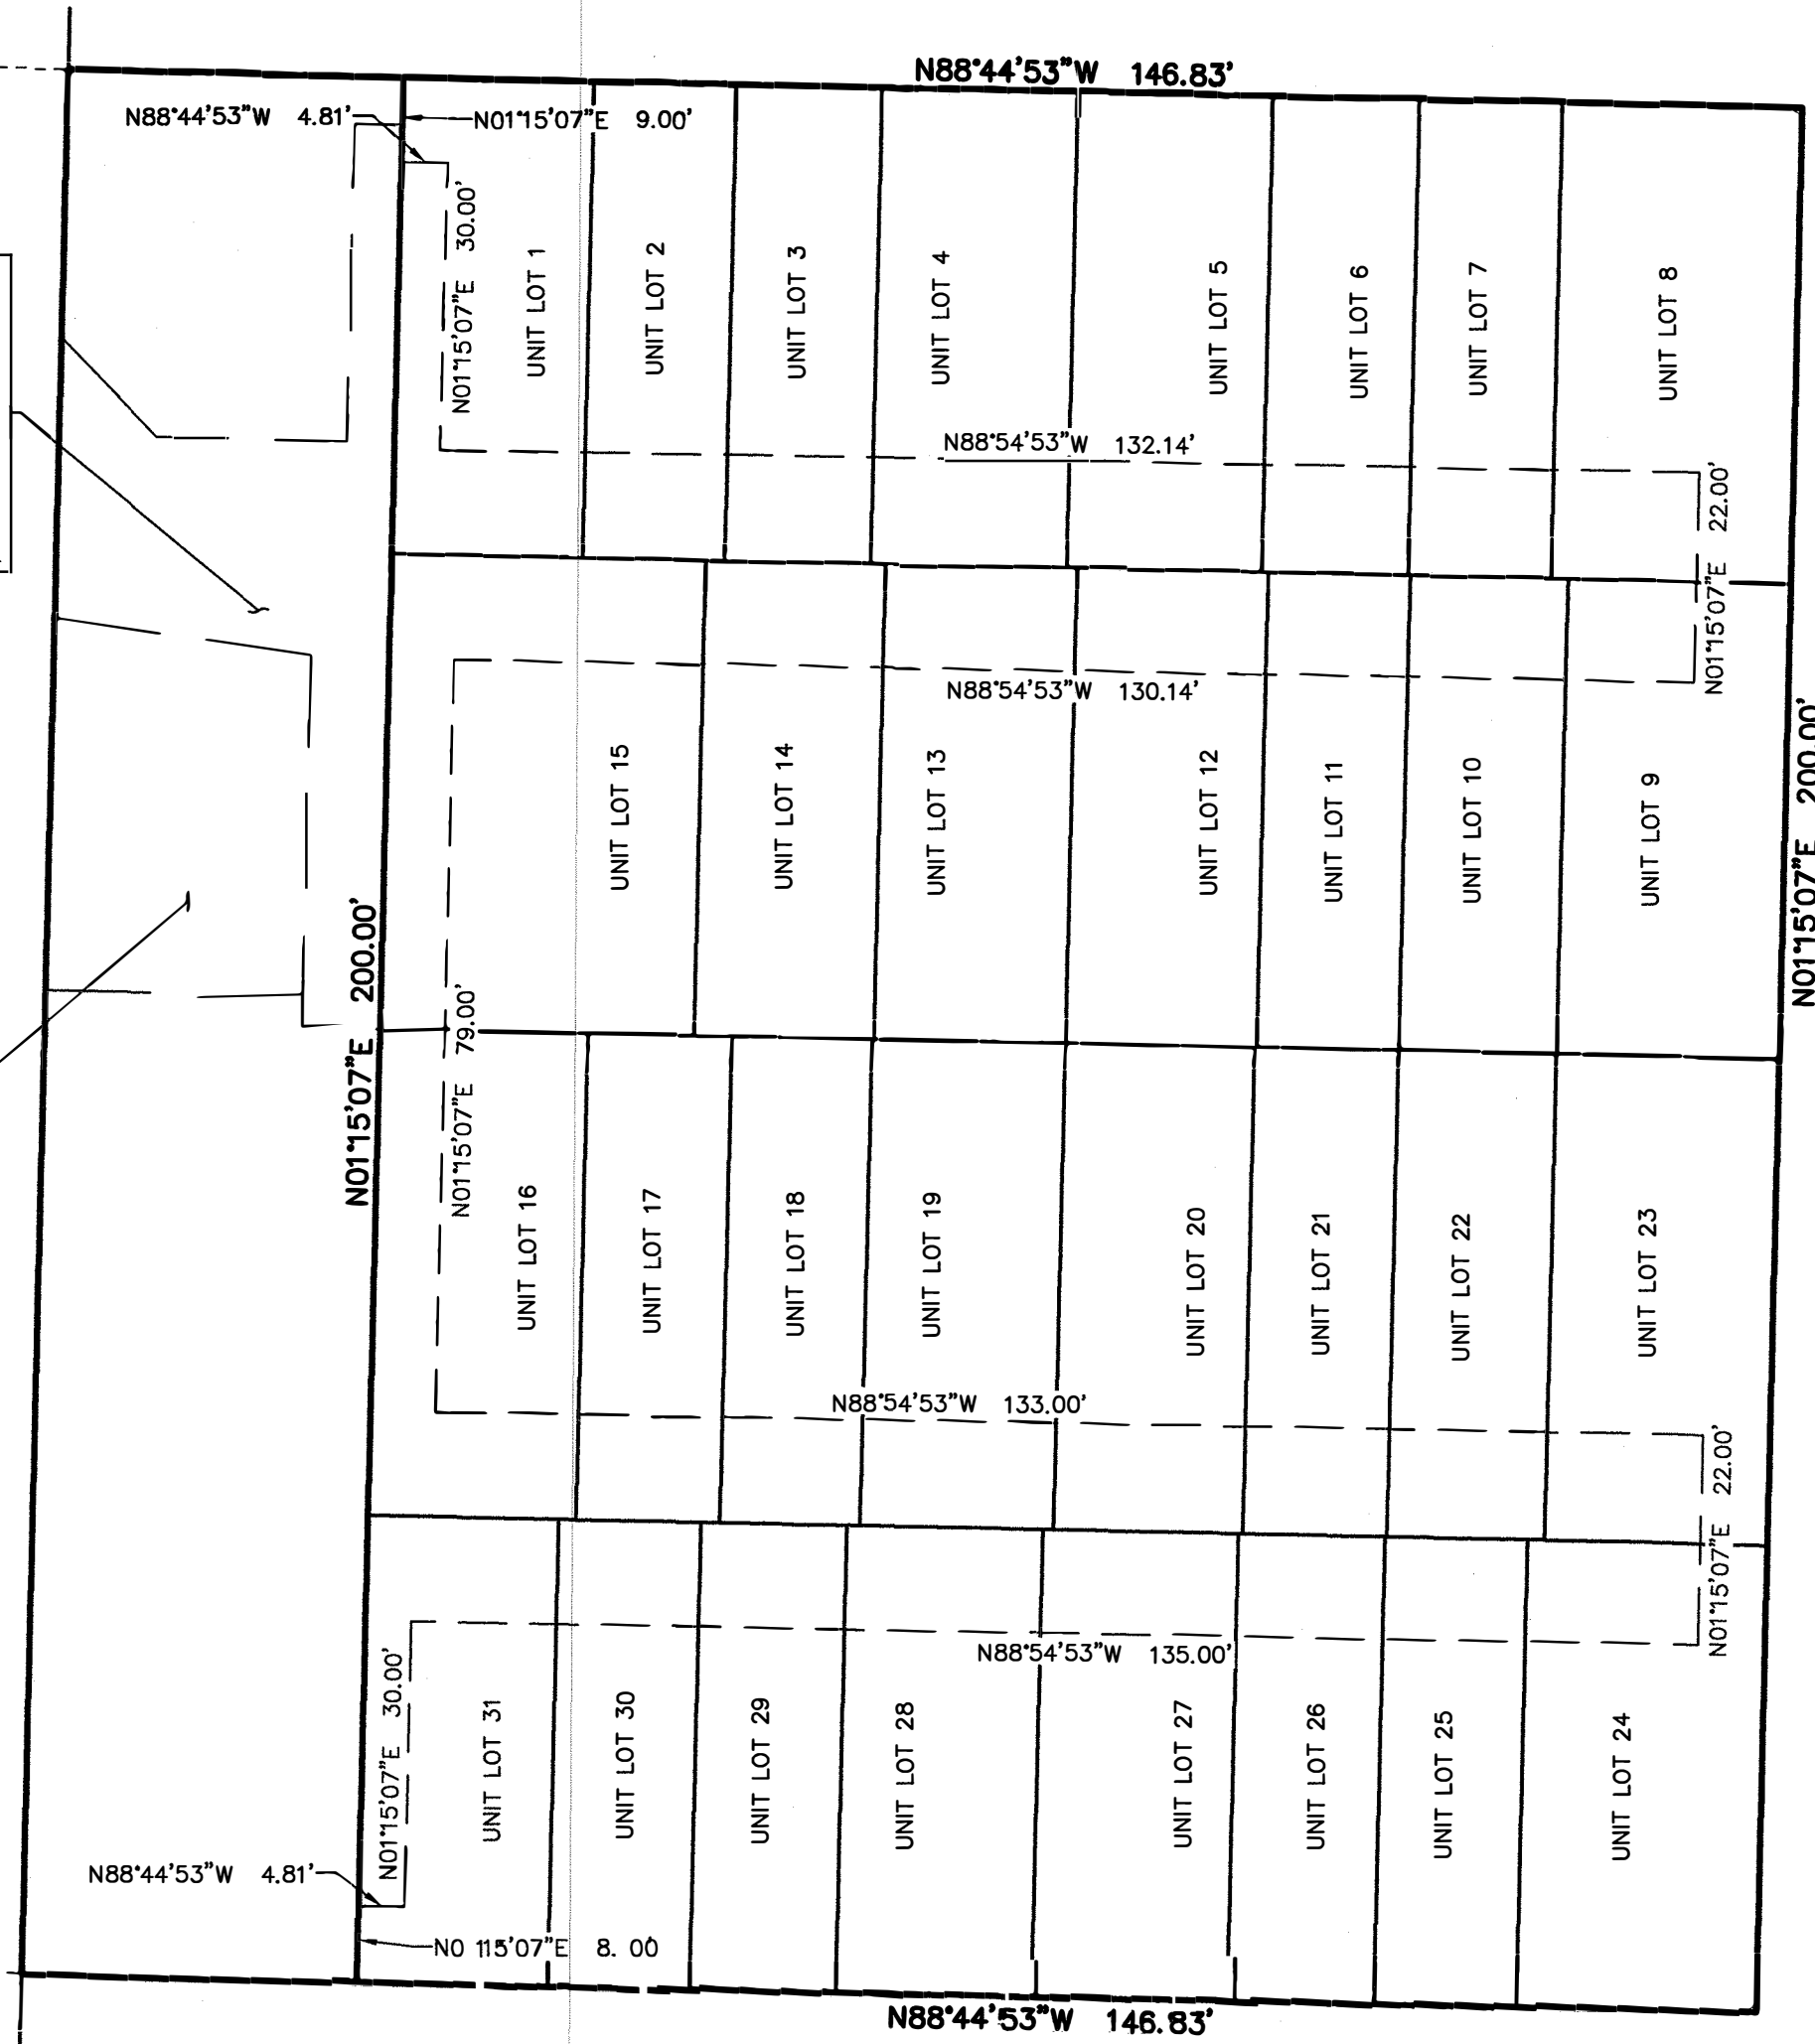 N88°44'53"W 146.83'
N88°44'53"W 4.81'
N01°15'07"E 9.00'
N01°15'07"E 30.00'
UNIT LOT 1
UNIT LOT 2
UNIT LOT 3
UNIT LOT 4
UNIT LOT 5
UNIT LOT 6
UNIT LOT 7
UNIT LOT 8
N88°54'53"W 132.14'
N01°15'07"E 22.00'
N88°54'53"W 130.14'
UNIT LOT 15
UNIT LOT 14
UNIT LOT 13
UNIT LOT 12
UNIT LOT 11
UNIT LOT 10
UNIT LOT 9
N01°15'07"E 200.00'
N01°15'07"E 200.00'
N01°15'07"E 79.00'
UNIT LOT 16
UNIT LOT 17
UNIT LOT 18
UNIT LOT 19
UNIT LOT 20
UNIT LOT 21
UNIT LOT 22
UNIT LOT 23
N88°54'53"W 133.00'
N01°15'07"E 22.00'
N88°54'53"W 135.00'
N01°15'07"E 30.00'
UNIT LOT 31
UNIT LOT 30
UNIT LOT 29
UNIT LOT 28
UNIT LOT 27
UNIT LOT 26
UNIT LOT 25
UNIT LOT 24
N88°44'53"W 4.81'
N0 115'07"E 8. 00'
N88°44'53"W 146.83'